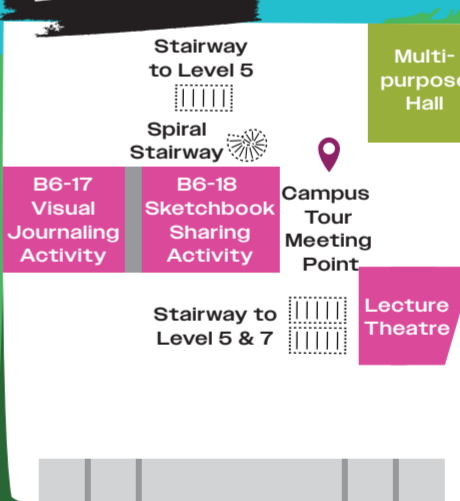 Stairway
to Level 5
Multi-
purpose
Hall
Spiral
Stairway
B6-17
Visual
Journaling
Activity
B6-18
Sketchbook
Sharing
Activity
Campus
Tour
Meeting
Point
Stairway to
Level 5 & 7
Lecture
Theatre